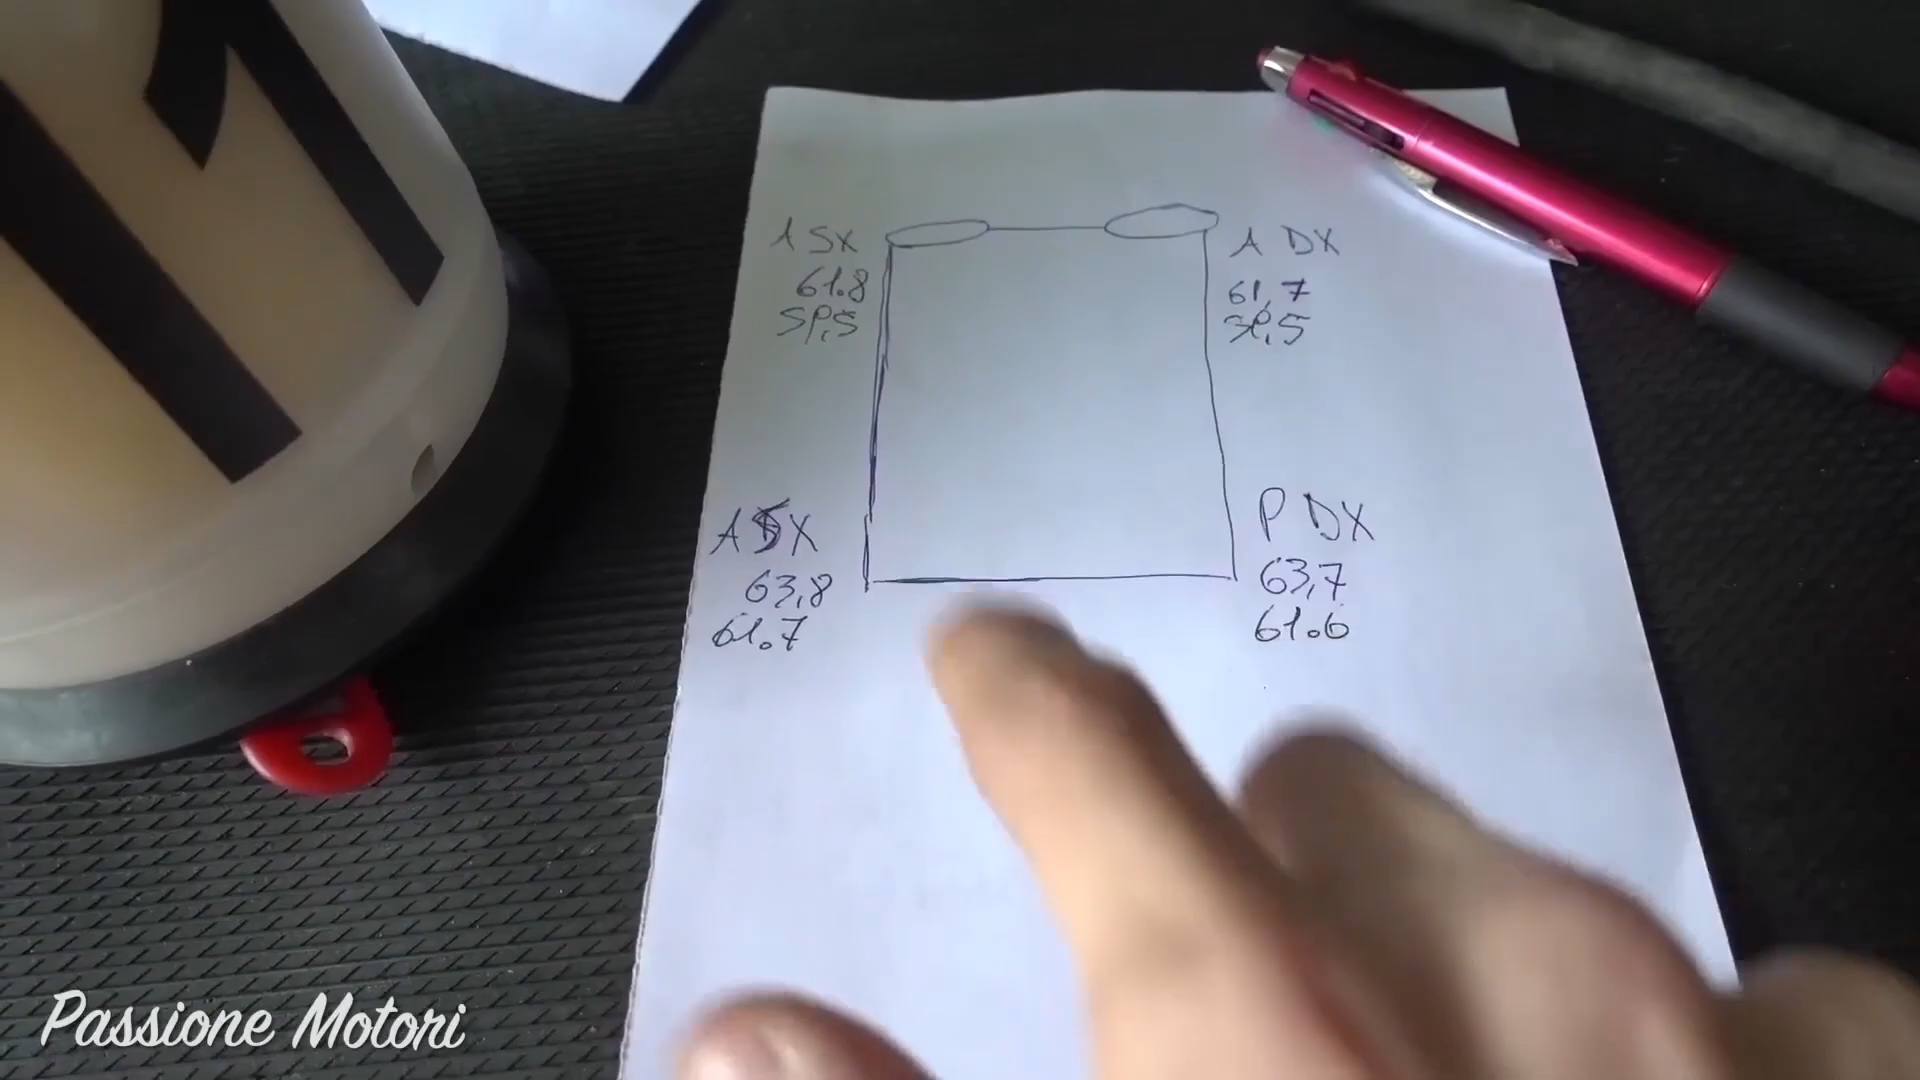 A SX
61.8
59,5
A DX
61,7
59,5
A SX
63,8
61.7
P DX
63,7
61.6
Passione Motori